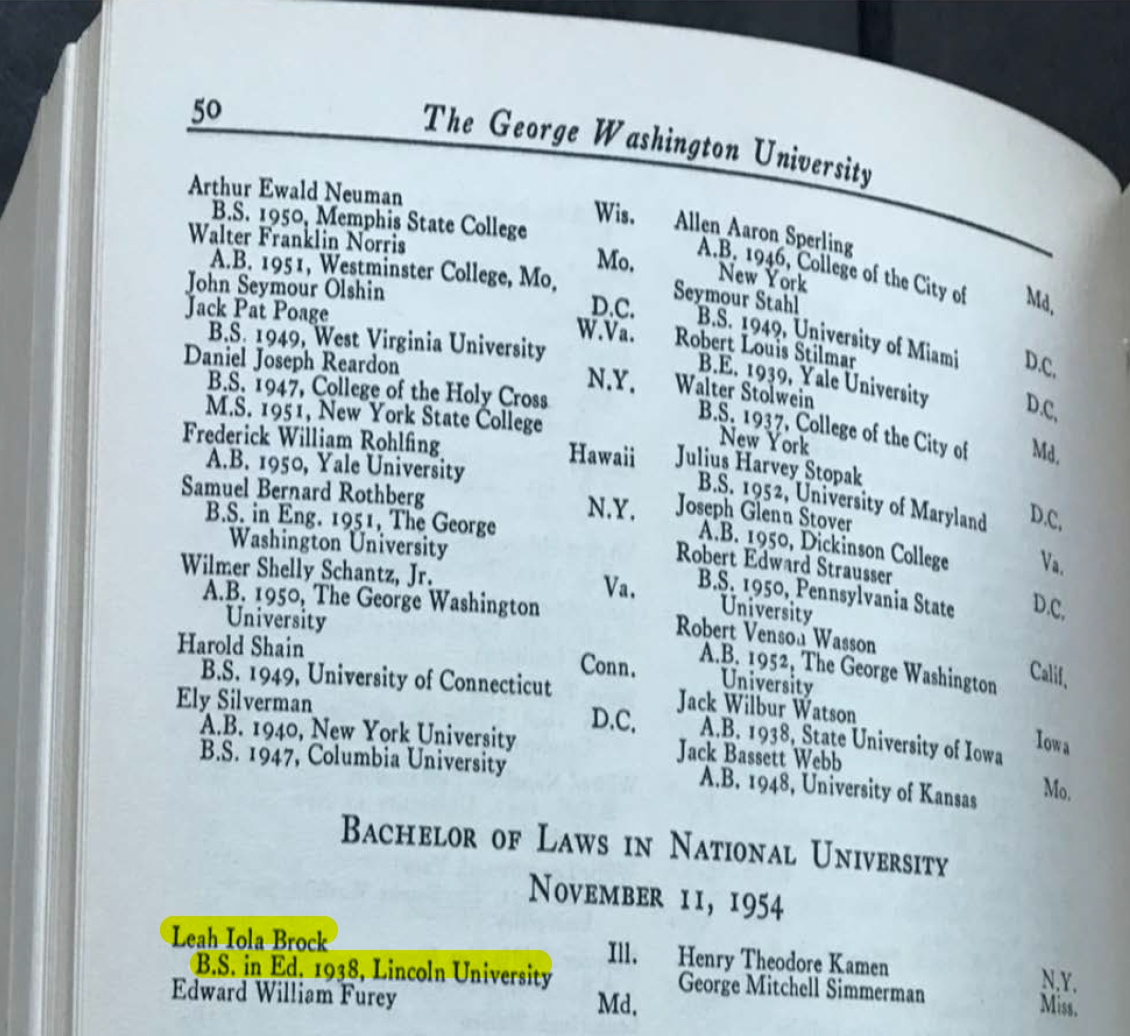 50
The George Washington University
Arthur Ewald Neuman Wis.
B.S. 1950, Memphis State College
Walter Franklin Norris Mo.
A.B. 1951, Westminster College, Mo.
John Seymour Olshin D.C.
Jack Pat Poage W.Va.
B.S. 1949, West Virginia University
Daniel Joseph Reardon N.Y.
B.S. 1947, College of the Holy Cross
M.S. 1951, New York State College
Frederick William Rohlfing Hawaii
A.B. 1950, Yale University
Samuel Bernard Rothberg N.Y.
B.S. in Eng. 1951, The George
Washington University
Wilmer Shelly Schantz, Jr. Va.
A.B. 1950, The George Washington
University
Harold Shain Conn.
B.S. 1949, University of Connecticut
Ely Silverman D.C.
A.B. 1940, New York University
B.S. 1947, Columbia University
Allen Aaron Sperling Md.
A.B. 1946, College of the City of
New York
Seymour Stahl D.C.
B.S. 1949, University of Miami
Robert Louis Stilmar D.C.
B.E. 1939, Yale University
Walter Stolwein Md.
B.S. 1937, College of the City of
New York
Julius Harvey Stopak D.C.
B.S. 1952, University of Maryland
Joseph Glenn Stover Va.
A.B. 1950, Dickinson College
Robert Edward Strausser D.C.
B.S. 1950, Pennsylvania State
University
Robert Venson Wasson Calif.
A.B. 1952, The George Washington
University
Jack Wilbur Watson Iowa
A.B. 1938, State University of Iowa
Jack Bassett Webb Mo.
A.B. 1948, University of Kansas
BACHELOR OF LAWS IN NATIONAL UNIVERSITY
NOVEMBER 11, 1954
Leah Iola Brock Ill.
B.S. in Ed. 1938, Lincoln University
Edward William Furey Md.
Henry Theodore Kamen N.Y.
George Mitchell Simmerman Miss.